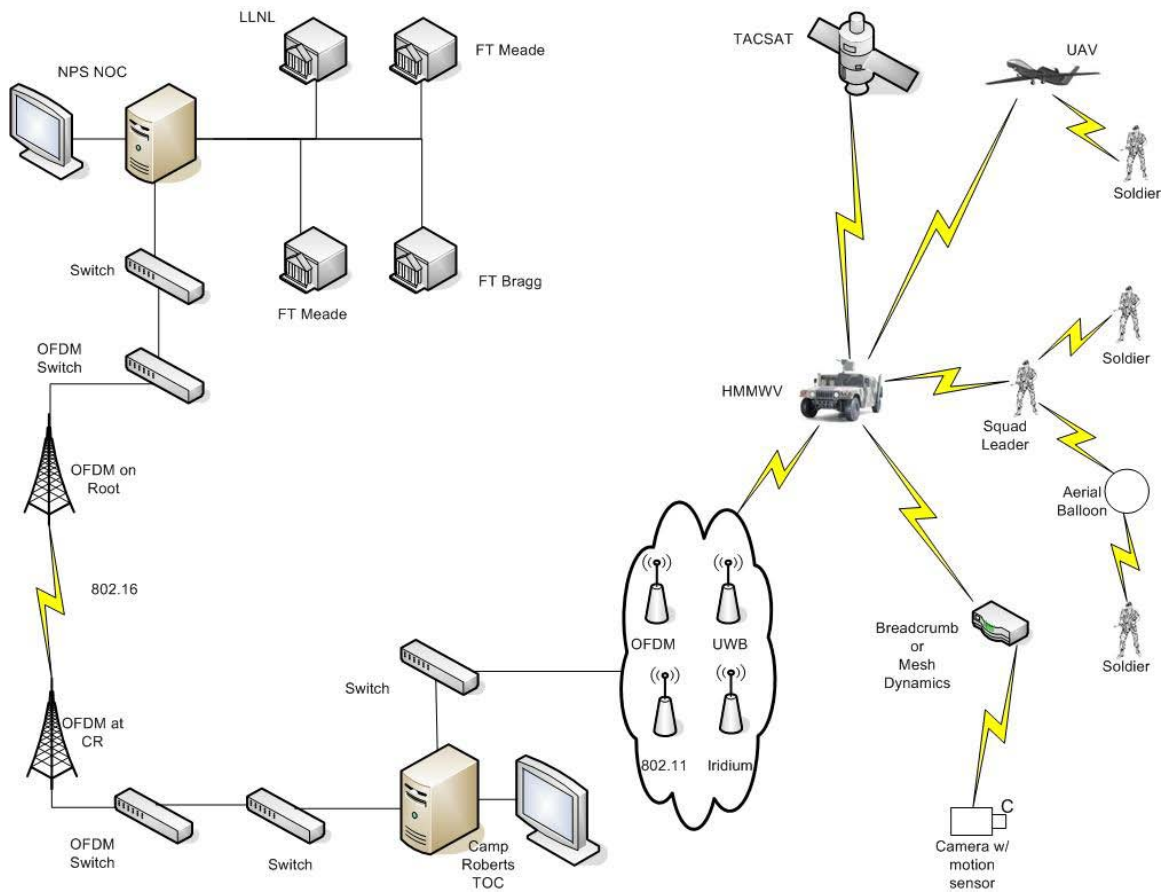 LLNL
FT Meade
NPS NOC
TACSAT
UAV
Soldier
Switch
FT Meade
FT Bragg
OFDM
Switch
HMMWV
Soldier
Squad
Leader
OFDM on
Root
Aerial
Balloon
802.16
OFDM
UWB
Breadcrumb
or
Mesh
Dynamics
Soldier
Switch
OFDM at
CR
802.11
Iridium
C
OFDM
Switch
Switch
Camp
Roberts
TOC
Camera w/
motion
sensor